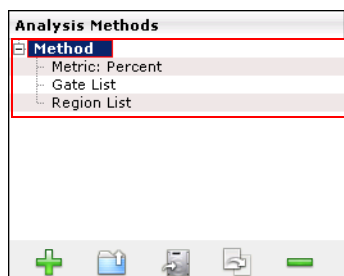 Analysis Methods
Method
Metric: Percent
Gate List
Region List